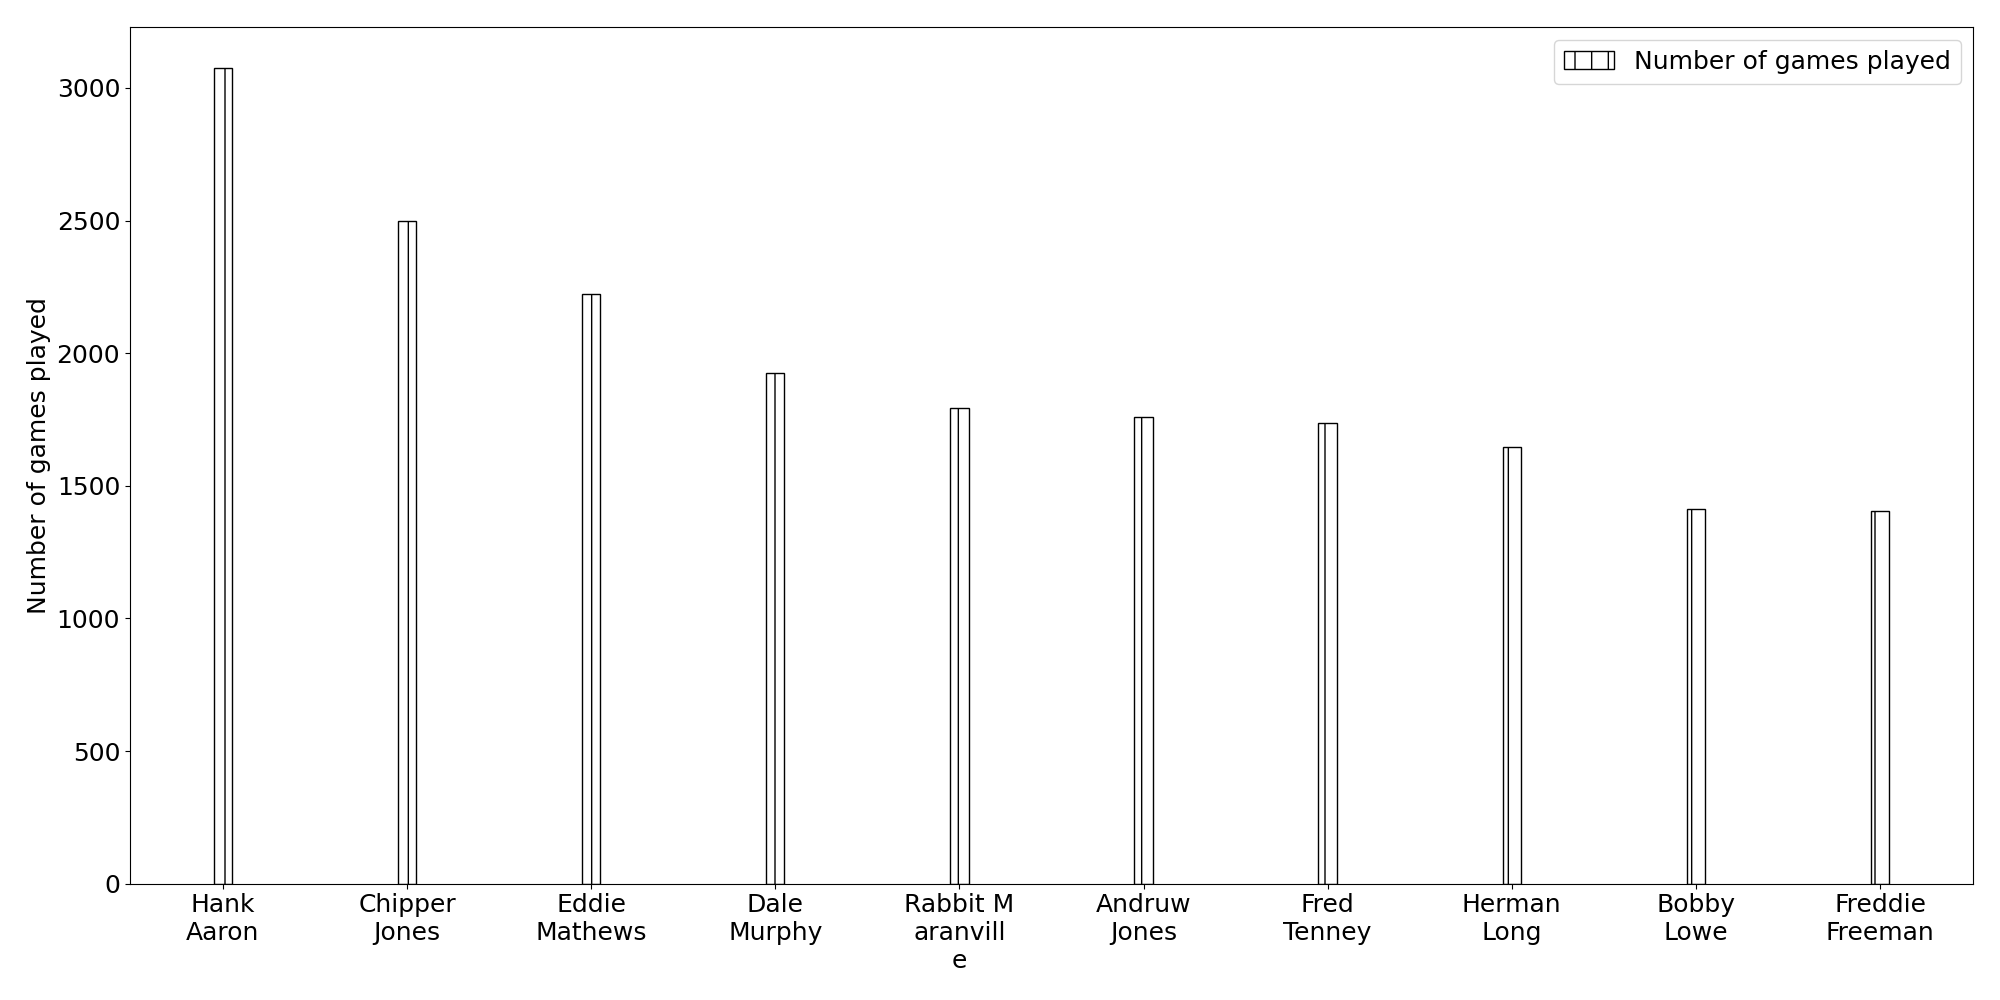 Number of games played
3000
2500
2000
1500
1000
500
0
Number of games played
Hank
Aaron
Chipper
Jones
Eddie
Mathews
Dale
Murphy
Rabbit M
aranvill
e
Andruw
Jones
Fred
Tenney
Herman
Long
Bobby
Lowe
Freddie
Freeman